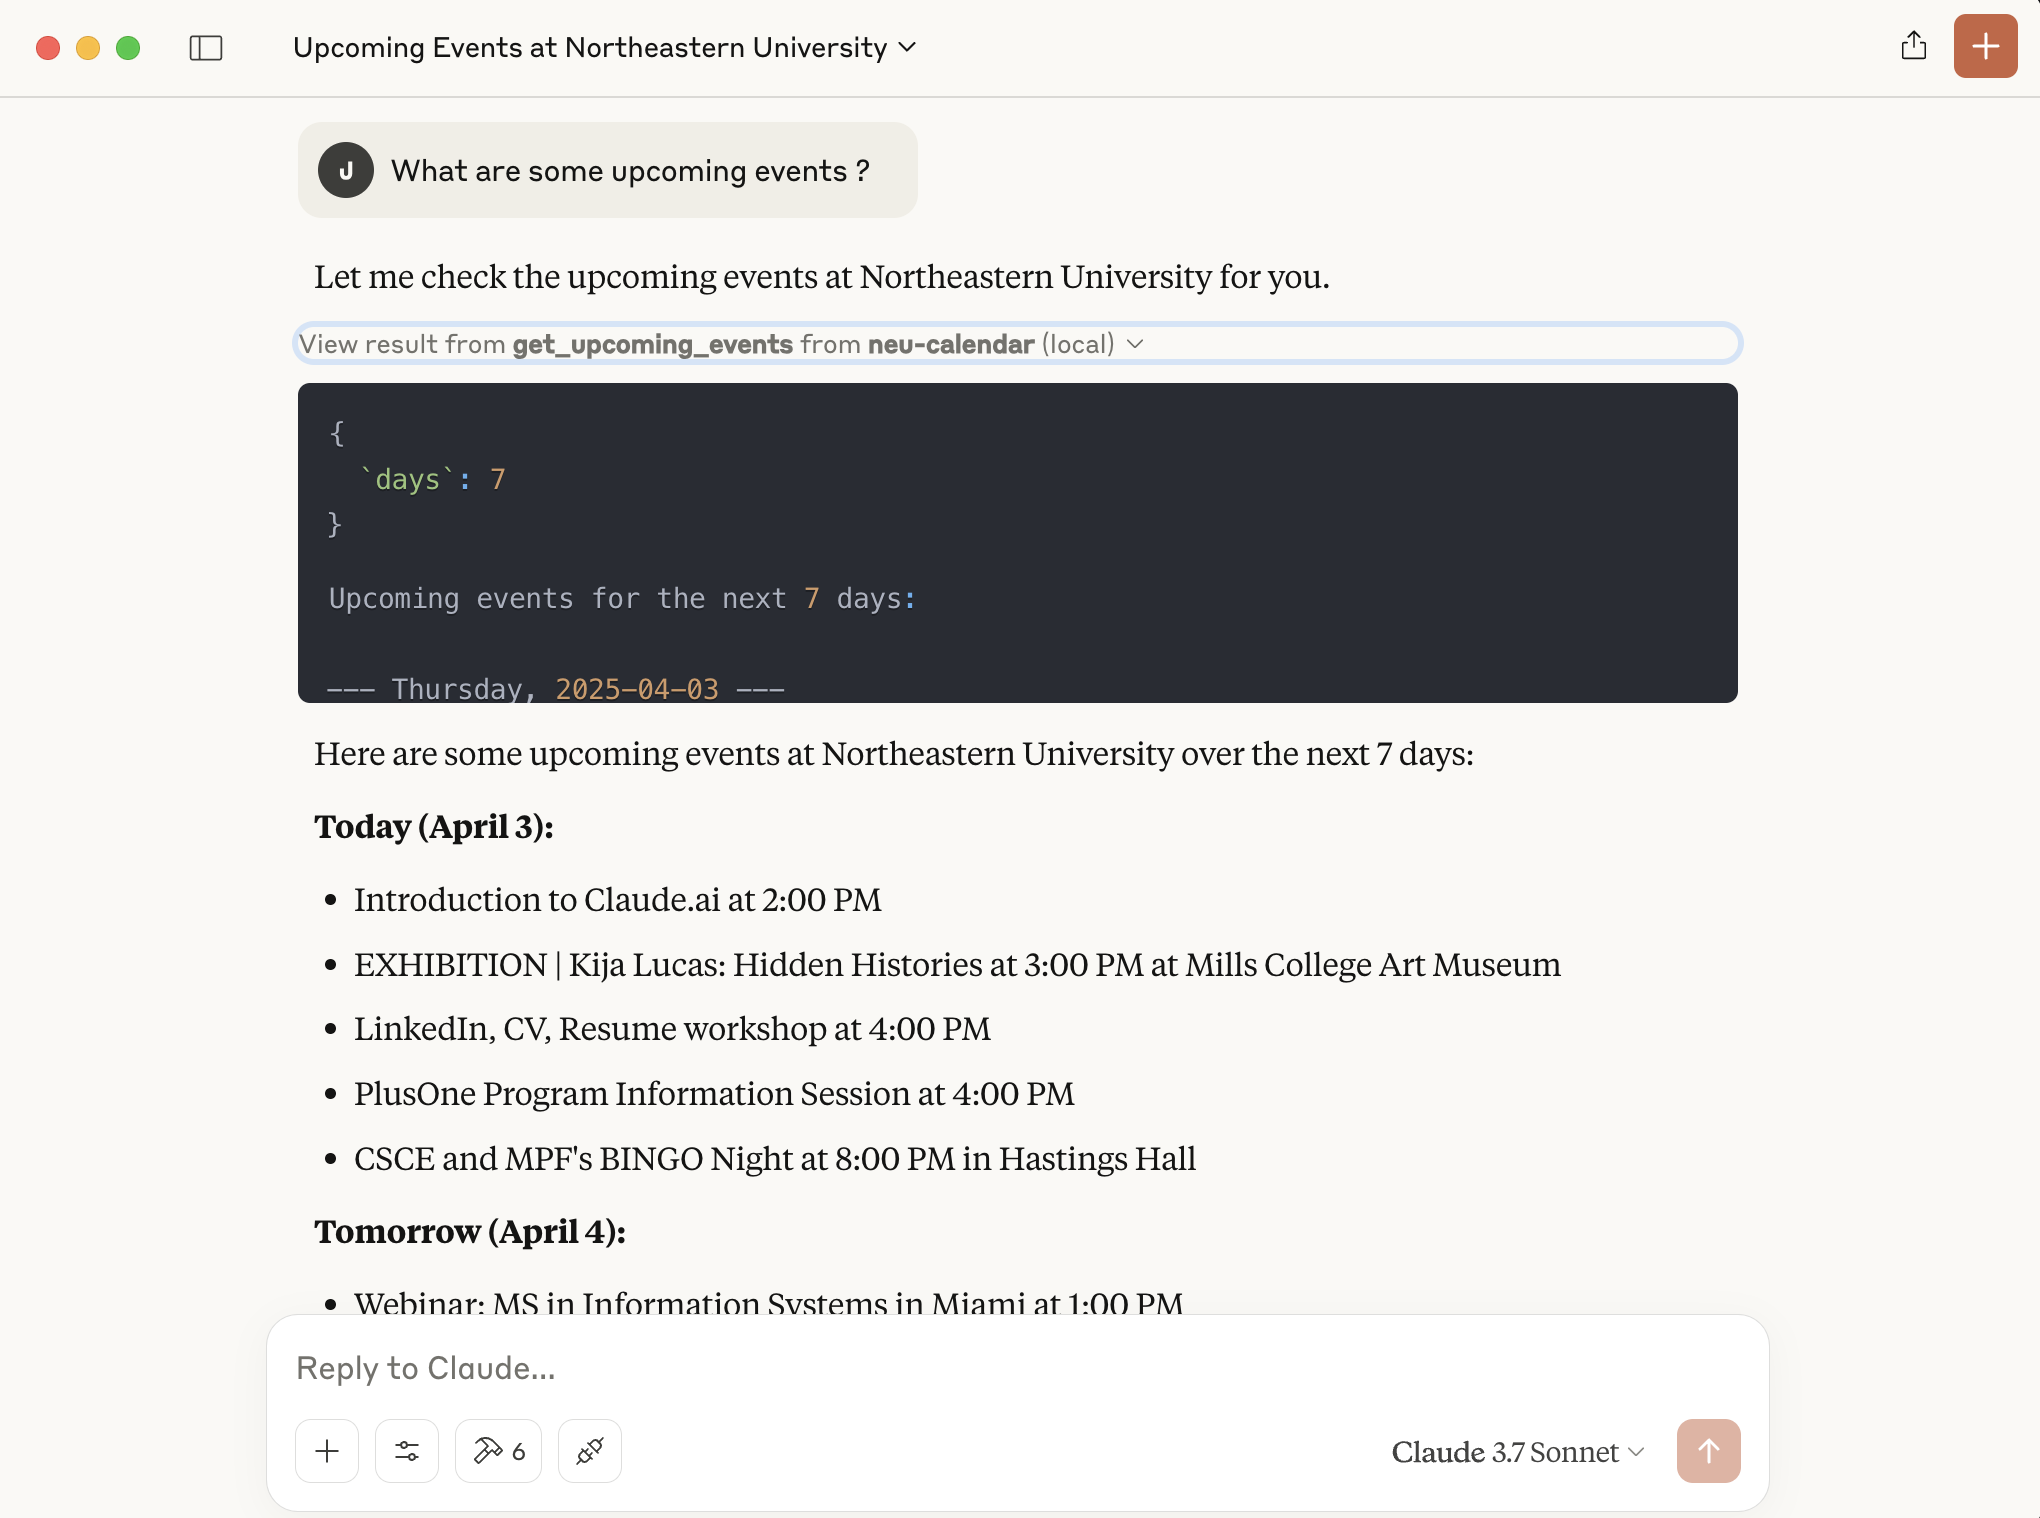 Upcoming Events at Northeastern University
J
What are some upcoming events ?
Let me check the upcoming events at Northeastern University for you.
View result from get_upcoming_events from neu-calendar (local)
{
  `days`: 7
}
Upcoming events for the next 7 days:
--- Thursday, 2025-04-03 ---
Here are some upcoming events at Northeastern University over the next 7 days:
Today (April 3):
• Introduction to Claude.ai at 2:00 PM
• EXHIBITION | Kija Lucas: Hidden Histories at 3:00 PM at Mills College Art Museum
• LinkedIn, CV, Resume workshop at 4:00 PM
• PlusOne Program Information Session at 4:00 PM
• CSCE and MPF's BINGO Night at 8:00 PM in Hastings Hall
Tomorrow (April 4):
• Webinar: MS in Information Systems in Miami at 1:00 PM
Reply to Claude...
6
Claude 3.7 Sonnet